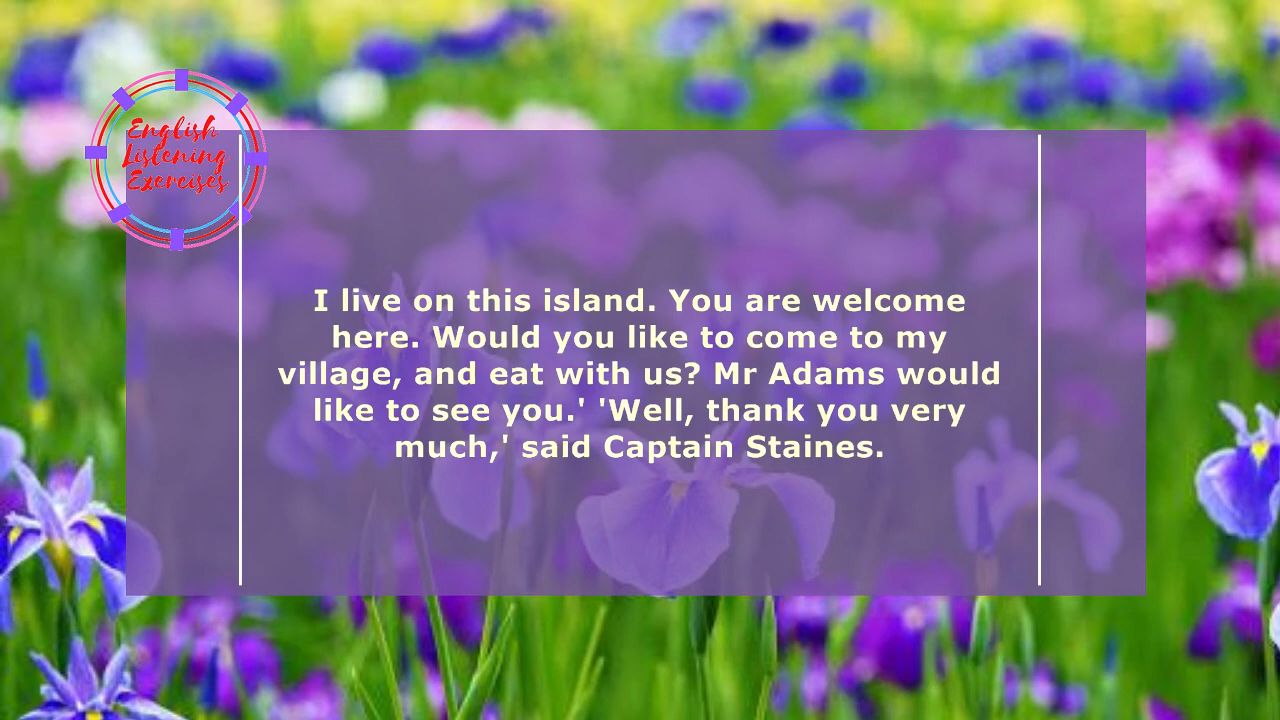 English
Listening
Exercises
I live on this island. You are welcome
here. Would you like to come to my
village, and eat with us? Mr Adams would
like to see you.' 'Well, thank you very
much,' said Captain Staines.